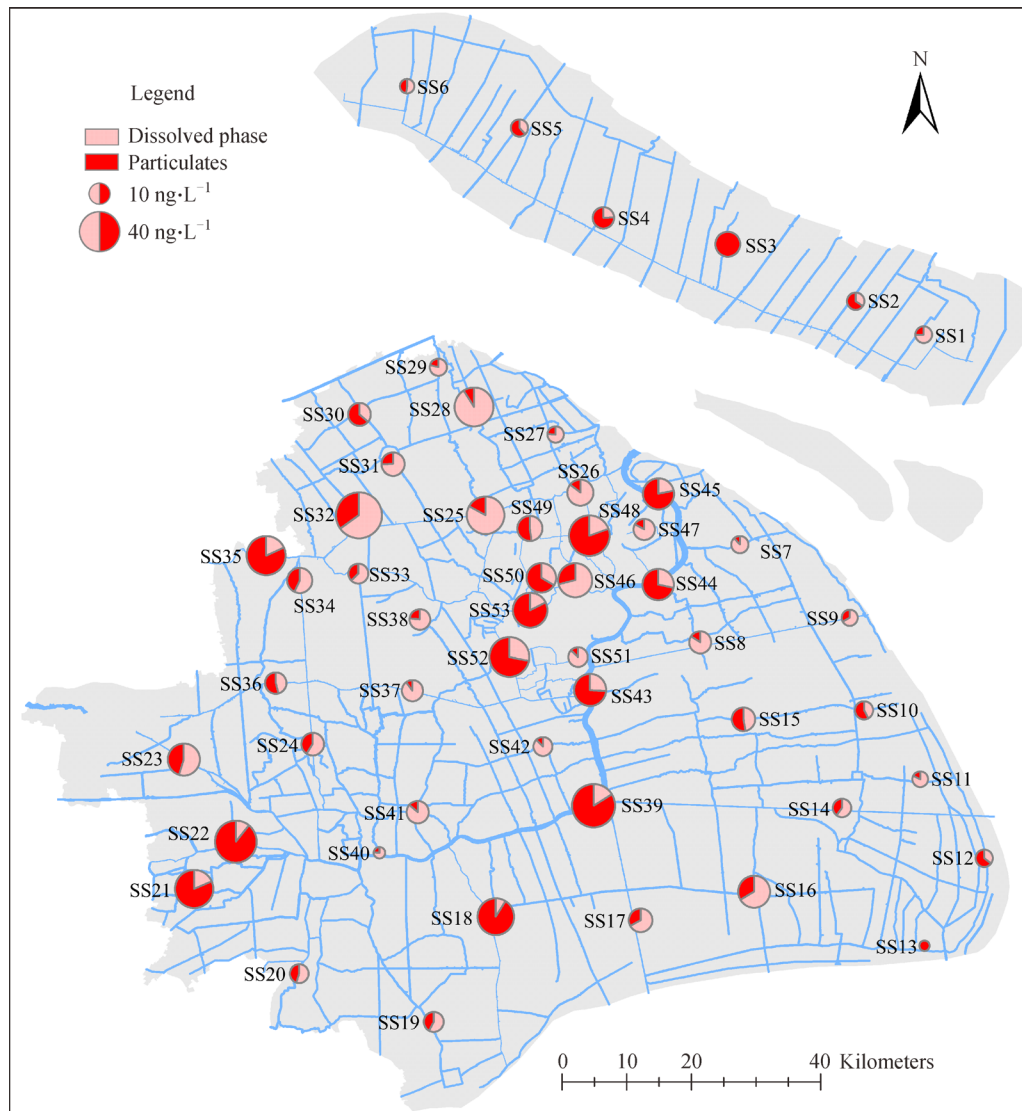 N
Legend
Dissolved phase
Particulates
10 ng·L⁻¹
40 ng·L⁻¹
SS6
SS5
SS4
SS3
SS2
SS1
SS29
SS28
SS30
SS27
SS31
SS26
SS45
SS32
SS25
SS49
SS48
SS47
SS7
SS35
SS33
SS50
SS46
SS44
SS34
SS53
SS38
SS9
SS52
SS51
SS8
SS36
SS37
SS43
SS10
SS15
SS24
SS42
SS23
SS11
SS41
SS39
SS14
SS22
SS40
SS12
SS21
SS16
SS18
SS17
SS13
SS20
SS19
0 10 20 40 Kilometers